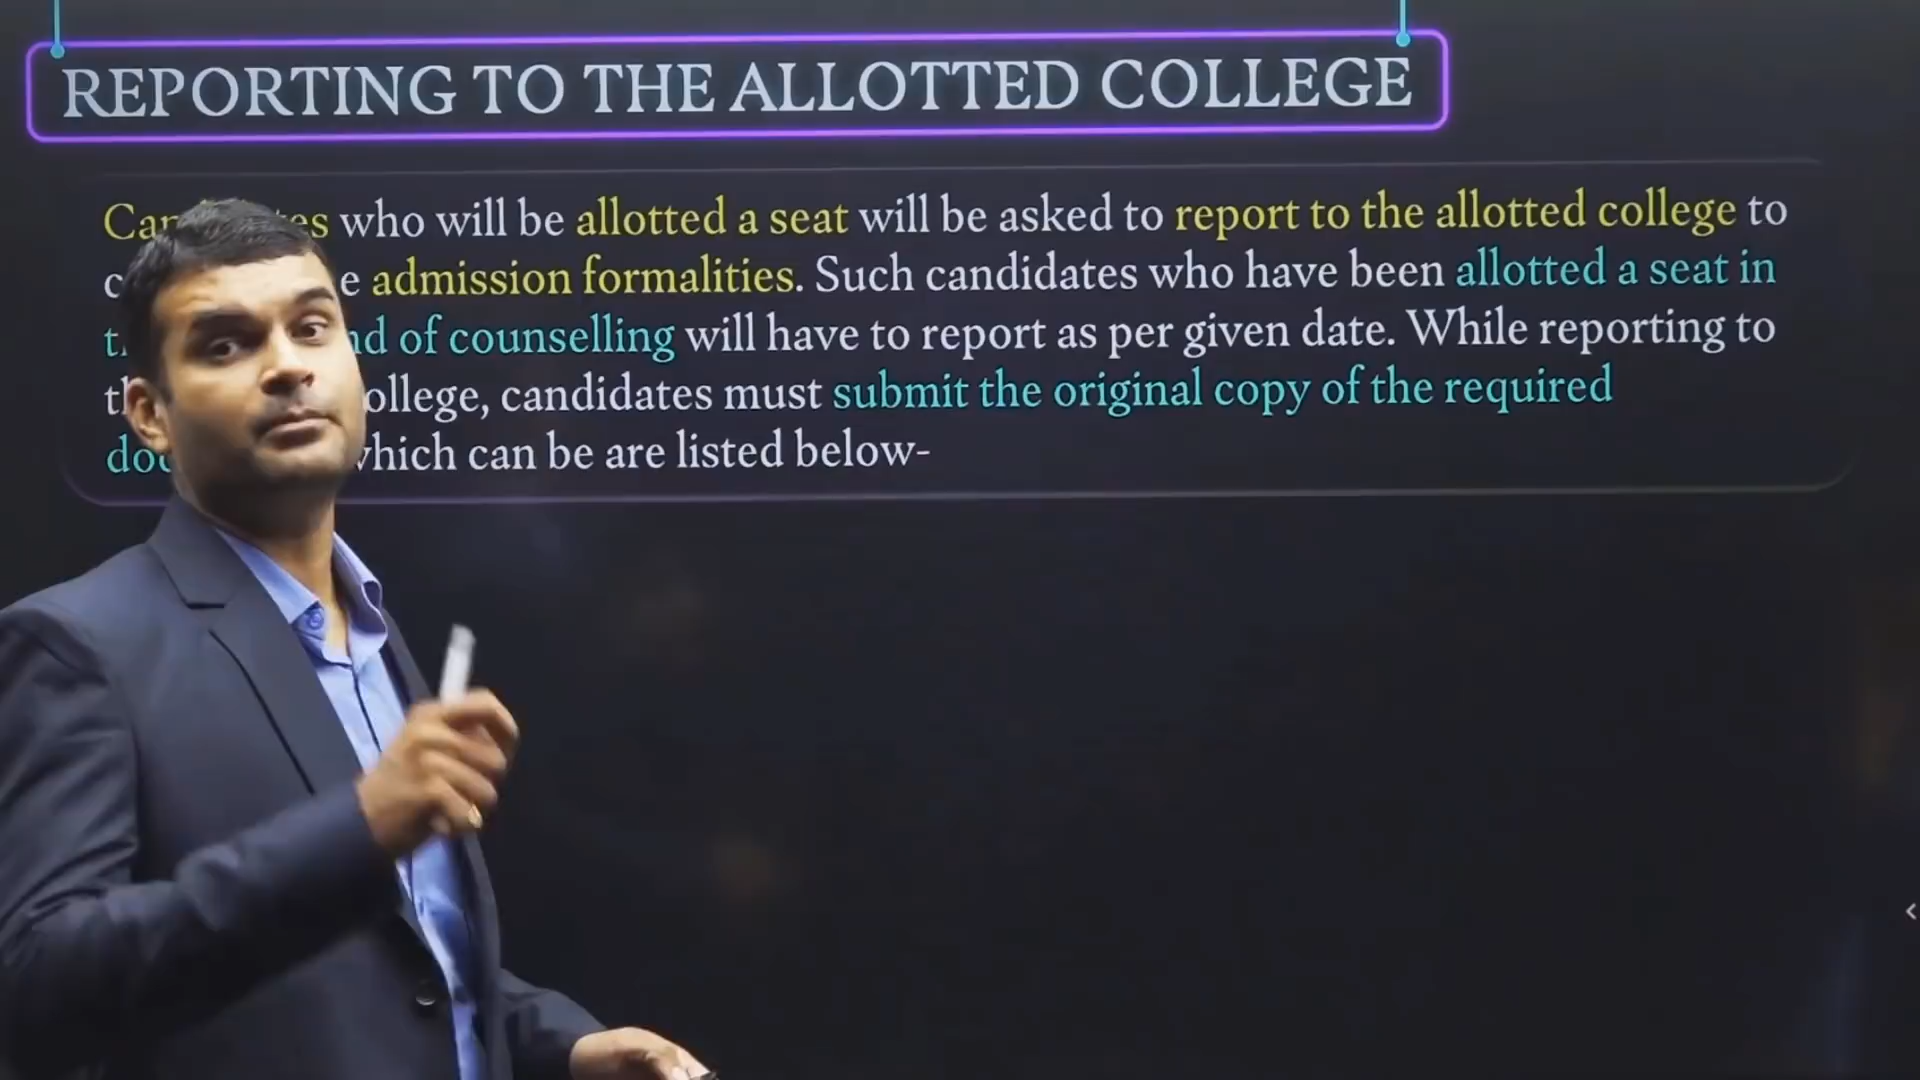 REPORTING TO THE ALLOTTED COLLEGE
who will be allotted a seat will be asked to report to the allotted college to
admission formalities. Such candidates who have been allotted a seat in
of counselling will have to report as per given date. While reporting to
candidates must submit the original copy of the required
which can be are listed below-